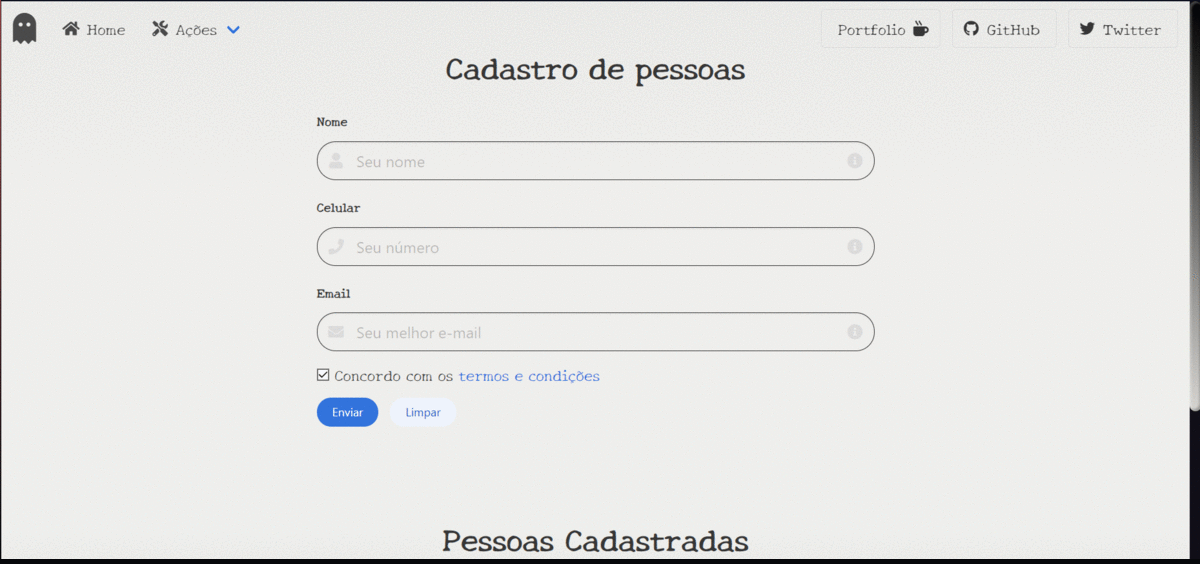 Home Ações Portfolio GitHub Twitter
Cadastro de pessoas
Nome
Seu nome
Celular
Seu número
Email
Seu melhor e-mail
Concordo com os termos e condições
Enviar Limpar
Pessoas Cadastradas